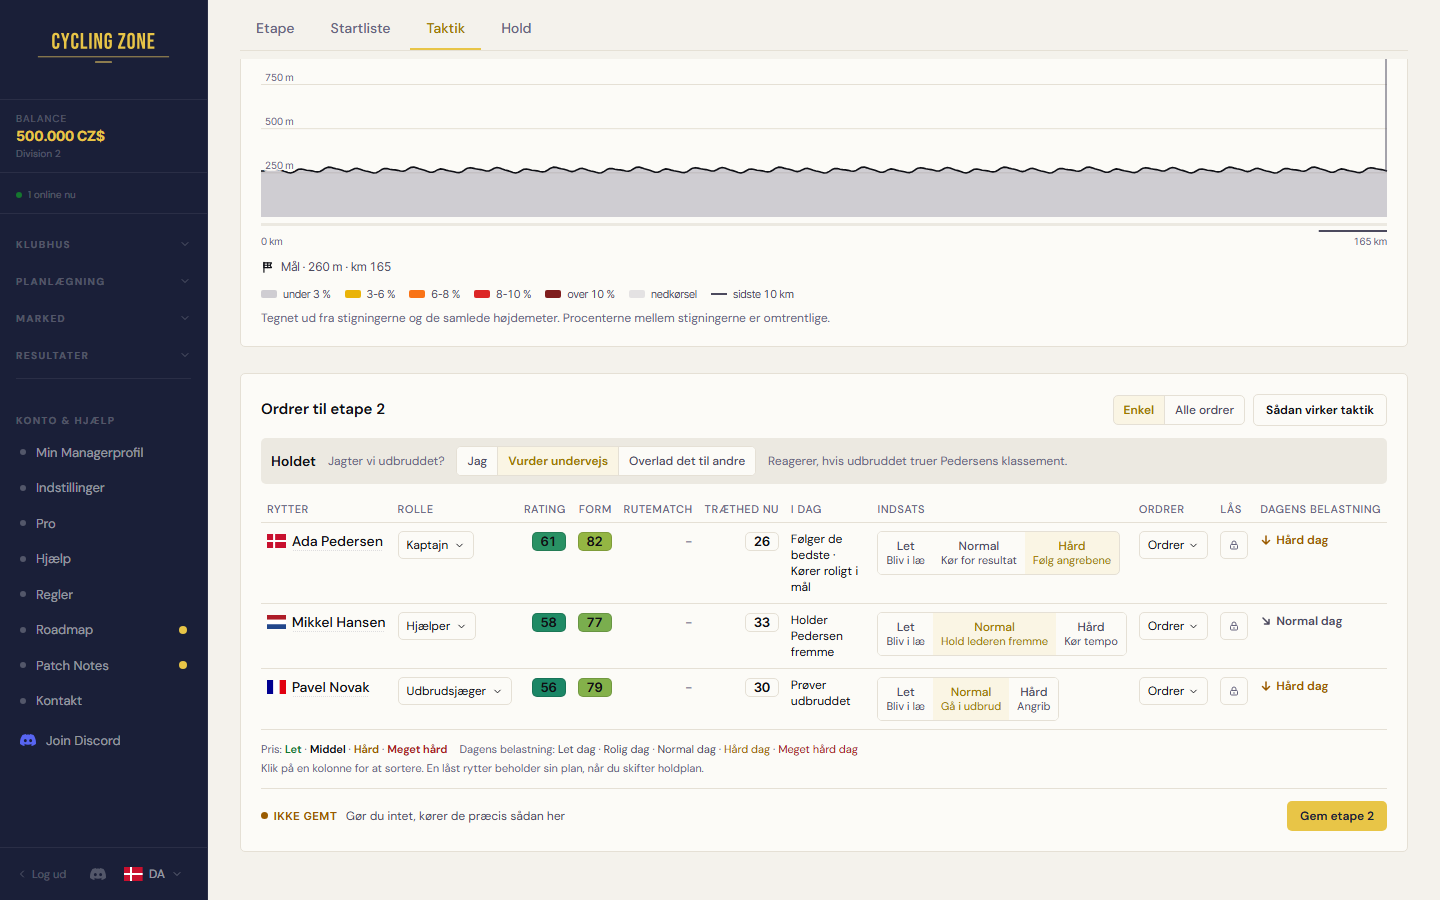 CYCLING ZONE
BALANCE
500.000 CZ$
Division 2
1 online nu
KLUBHUS
PLANLÆGNING
MARKED
RESULTATER
KONTO & HJÆLP
Min Managerprofil
Indstillinger
Pro
Hjælp
Regler
Roadmap
Patch Notes
Kontakt
Join Discord
Log ud
DA
Etape Startliste Taktik Hold
750 m
500 m
250 m
0 km 165 km
Mål · 260 m · km 165
under 3 % 3-6 % 6-8 % 8-10 % over 10 % nedkørsel sidste 10 km
Tegnet ud fra stigningerne og de samlede højdemeter. Procenterne mellem stigningerne er omtrentlige.
Ordrer til etape 2 Enkel Alle ordrer Sådan virker taktik
Holdet Jagter vi udbruddet? Jag Vurder undervejs Overlad det til andre Reagerer, hvis udbruddet truer Pedersens klassement.
RYTTER ROLLE RATING FORM RUTEMATCH TRÆTHED NU I DAG INDSATS ORDRER LÅS DAGENS BELASTNING
Ada Pedersen Kaptajn 61 82 – 26
Følger de
bedste ·
Kører roligt i
mål
Let Normal Hård
Bliv i læ Kør for resultat Følg angrebene
Ordrer Hård dag
Mikkel Hansen Hjælper 58 77 – 33
Holder
Pedersen
fremme
Let Normal Hård
Bliv i læ Hold lederen fremme Kør tempo
Ordrer Normal dag
Pavel Novak Udbrudsjæger 56 79 – 30
Prøver
udbruddet
Let Normal Hård
Bliv i læ Gå i udbrud Angrib
Ordrer Hård dag
Pris: Let · Middel · Hård · Meget hård Dagens belastning: Let dag · Rolig dag · Normal dag · Hård dag · Meget hård dag
Klik på en kolonne for at sortere. En låst rytter beholder sin plan, når du skifter holdplan.
IKKE GEMT Gør du intet, kører de præcis sådan her Gem etape 2